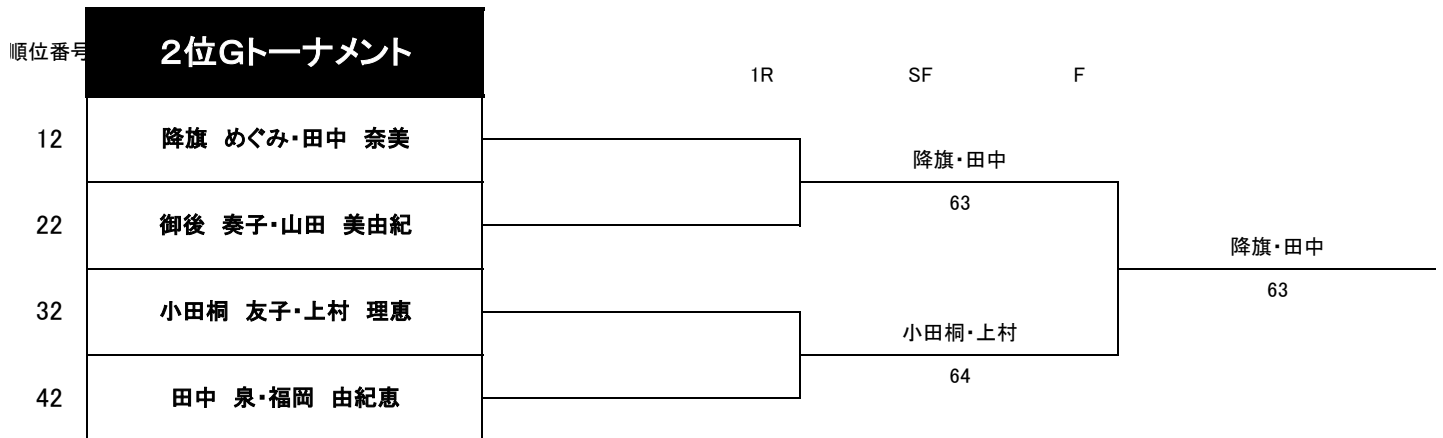 順位番号 2位Gトーナメント
1R SF F
12 降旗 めぐみ・田中 奈美
降旗・田中
63
22 御後 奏子・山田 美由紀
降旗・田中
63
32 小田桐 友子・上村 理恵
小田桐・上村
64
42 田中 泉・福岡 由紀恵